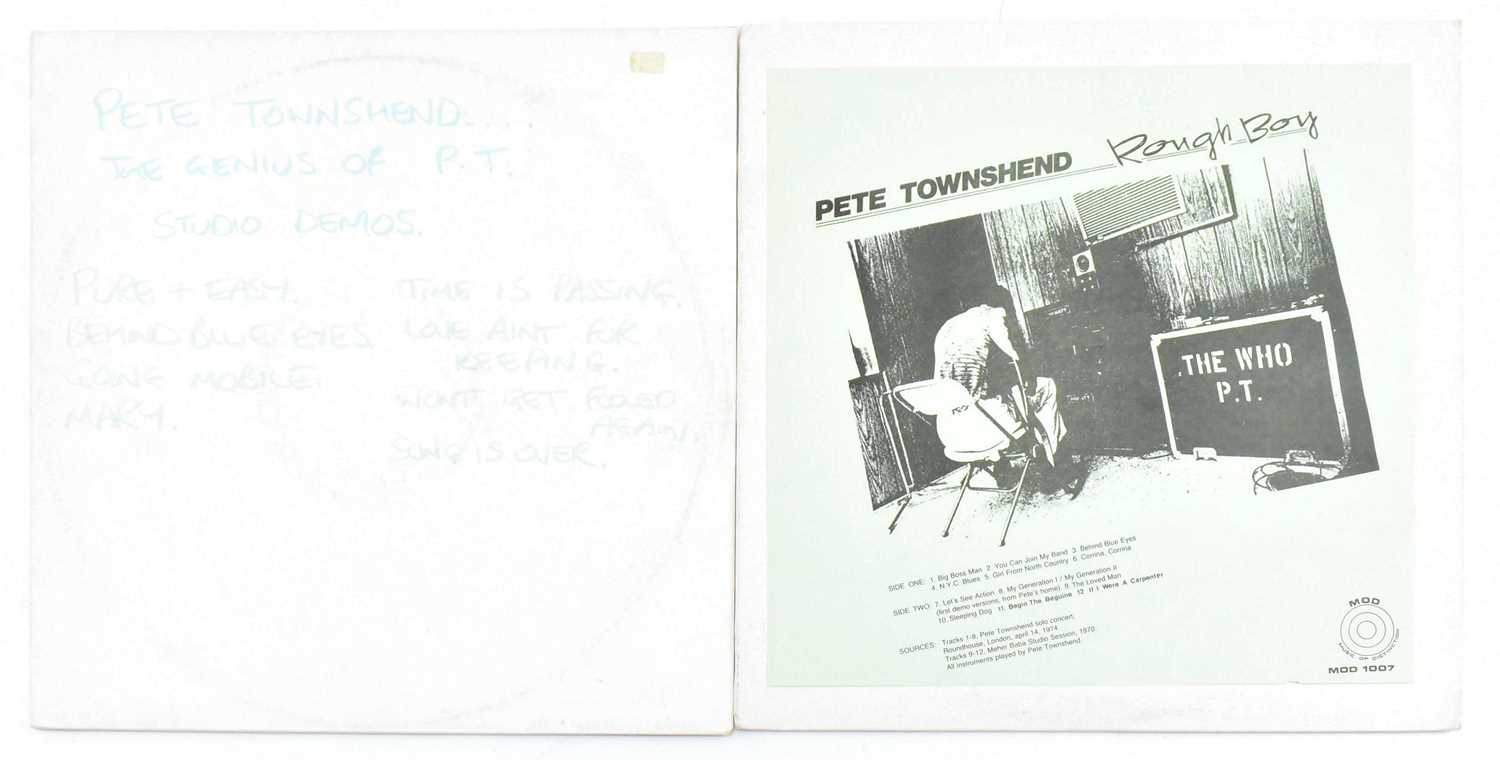 PETE TOWNSHEND....
THE GENIUS OF P.T.
STUDIO DEMOS.
PURE + EASY.
BEHIND BLUE EYES
GOING MOBILE.
MARY.
TIME IS PASSING.
LOVE AINT FOR
KEEPING.
WONT GET FOOLED
AGAIN.
SONG IS OVER.
PETE TOWNSHEND Rough Boy
THE WHO
P.T.
SIDE ONE: 1. Big Boss Man 2. You Can Join My Band 3. Behind Blue Eyes
4. N.Y.C. Blues 5. Girl From North Country 6. Corrina, Corrina
SIDE TWO: 7. Let's See Action 8. My Generation I / My Generation II
(first demo versions, from Pete's home) 9. The Loved Man
10. Sleeping Dog 11. Begin The Beguine 12 If I Were A Carpenter
SOURCES: Tracks 1-8, Pete Townshend solo concert,
Roundhouse, London, april 14, 1974.
Tracks 9-12, Meher Baba Studio Session, 1970.
All instruments played by Pete Townshend.
MOD
MUSIC OF DISTINCTION
MOD 1007